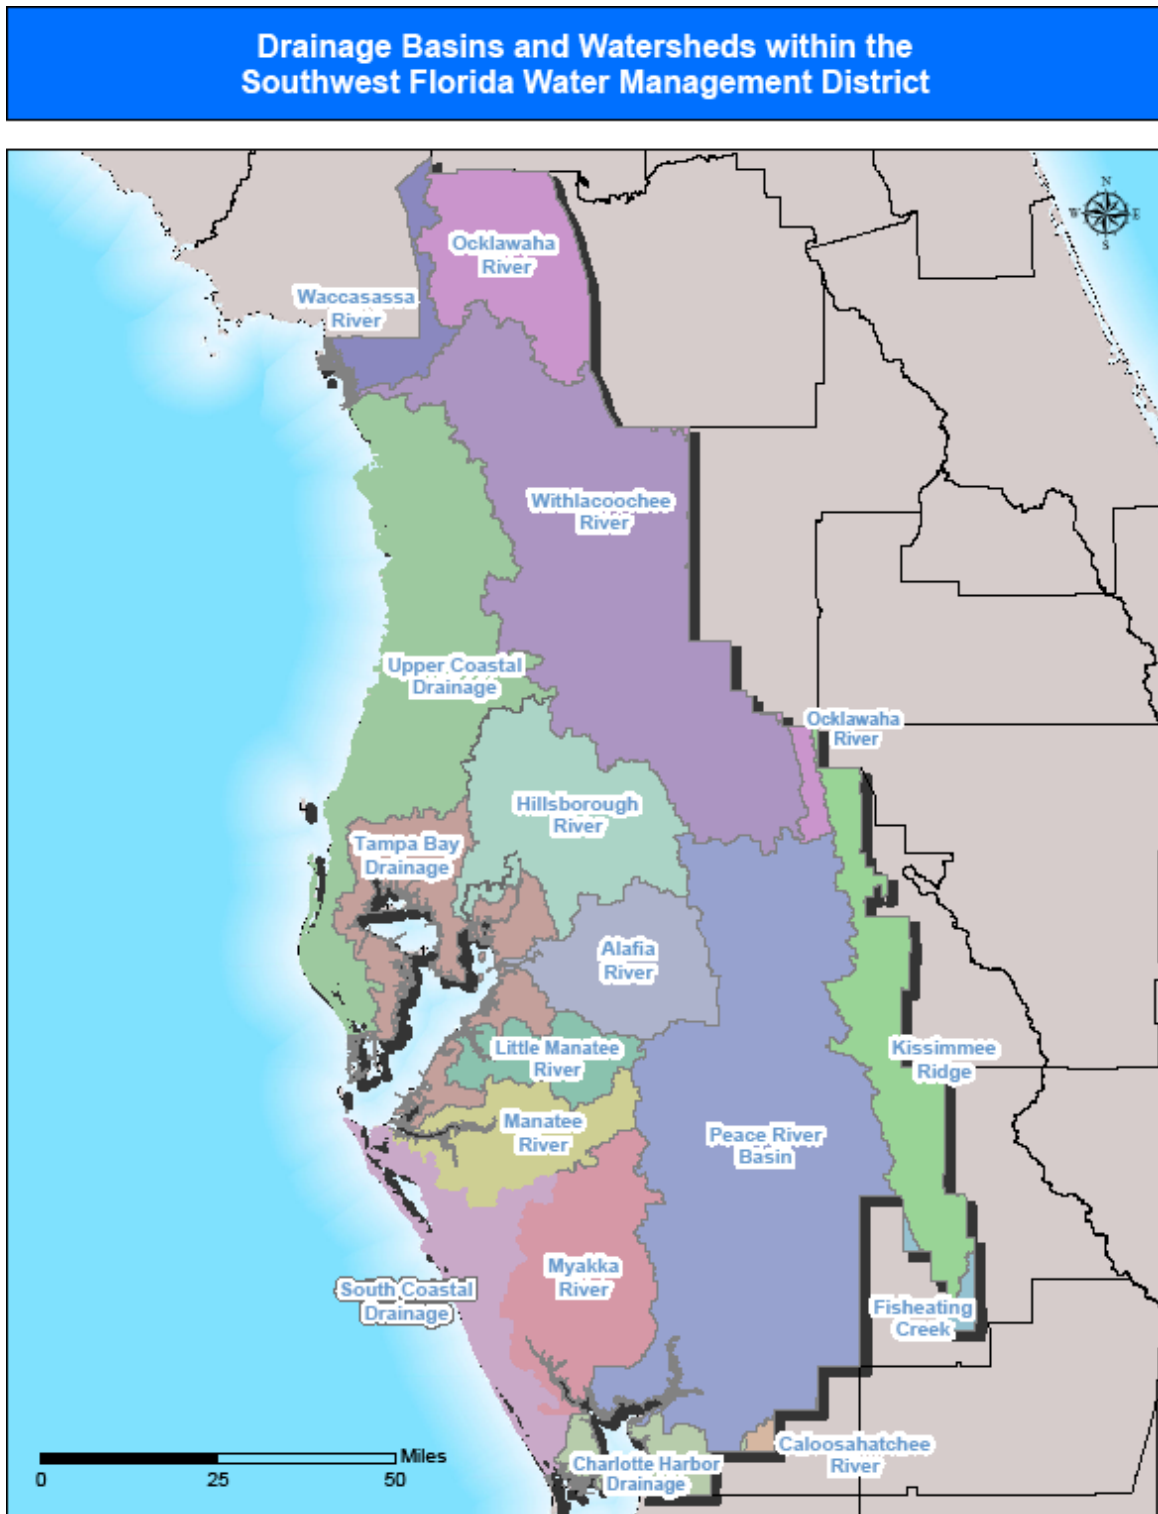 Drainage Basins and Watersheds within the
Southwest Florida Water Management District
N
W
E
S
Ocklawaha
River
Waccasassa
River
Withlacoochee
River
Upper Coastal
Drainage
Ocklawaha
River
Hillsborough
River
Tampa Bay
Drainage
Alafia
River
Little Manatee
River
Kissimmee
Ridge
Manatee
River
Peace River
Basin
Myakka
River
South Coastal
Drainage
Fisheating
Creek
Caloosahatchee
River
Charlotte Harbor
Drainage
Miles
0
25
50